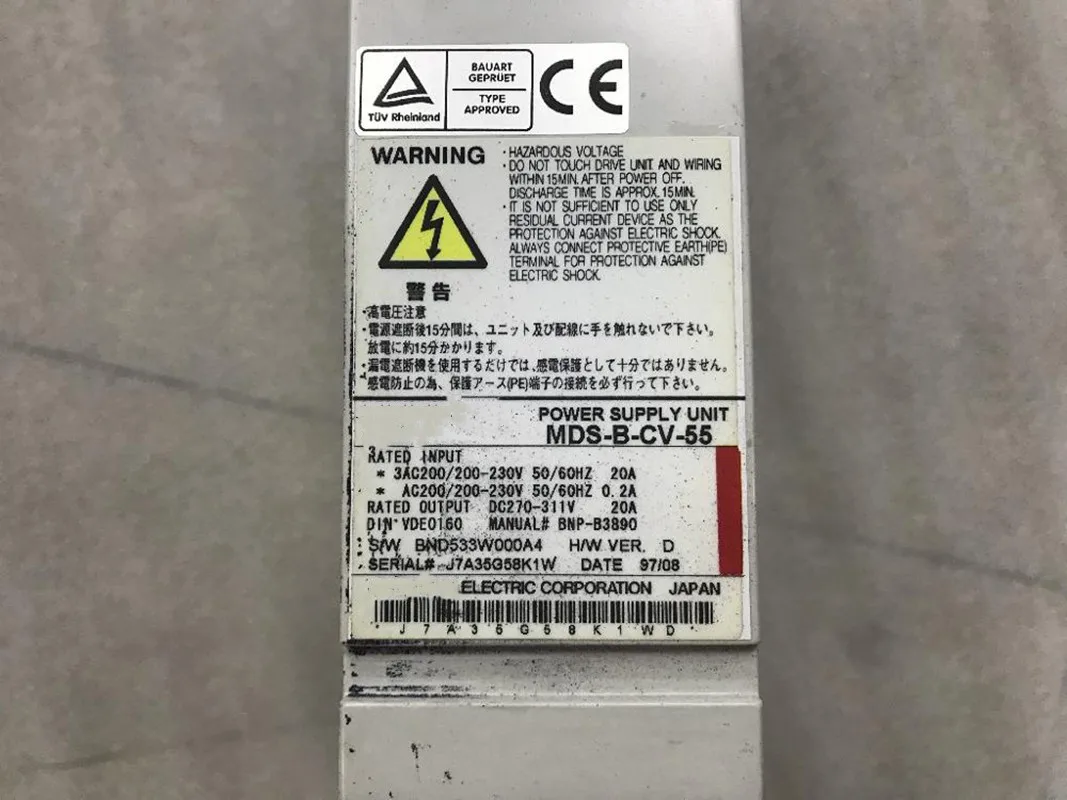 TÜV Rheinland
BAUART
GEPRUET
TYPE
APPROVED
CE
WARNING
・HAZARDOUS VOLTAGE
・DO NOT TOUCH DRIVE UNIT AND WIRING
WITHIN 15MIN. AFTER POWER OFF.
DISCHARGE TIME IS APPROX. 15MIN.
・IT IS NOT SUFFICIENT TO USE ONLY
RESIDUAL CURRENT DEVICE AS THE
PROTECTION AGAINST ELECTRIC SHOCK.
ALWAYS CONNECT PROTECTIVE EARTH(PE)
TERMINAL FOR PROTECTION AGAINST
ELECTRIC SHOCK.
警告
・高電圧注意
・電源遮断後15分間は、ユニット及び配線に手を触れないで下さい。
放電に約15分かかります。
・漏電遮断機を使用するだけでは、感電保護として十分ではありません。
感電防止の為、保護アース(PE)端子の接続を必ず行って下さい。
POWER SUPPLY UNIT
MDS-B-CV-55
RATED INPUT
* 3AC200/200-230V 50/60HZ 20A
* AC200/200-230V 50/60HZ 0.2A
RATED OUTPUT DC270-311V 20A
DIN VDE0160 MANUAL# BNP-B3890
S/W BND533W000A4 H/W VER. D
SERIAL# J7A35G58K1W DATE 97/08
ELECTRIC CORPORATION JAPAN
* J 7 A 3 5 G 5 8 K 1 W D *